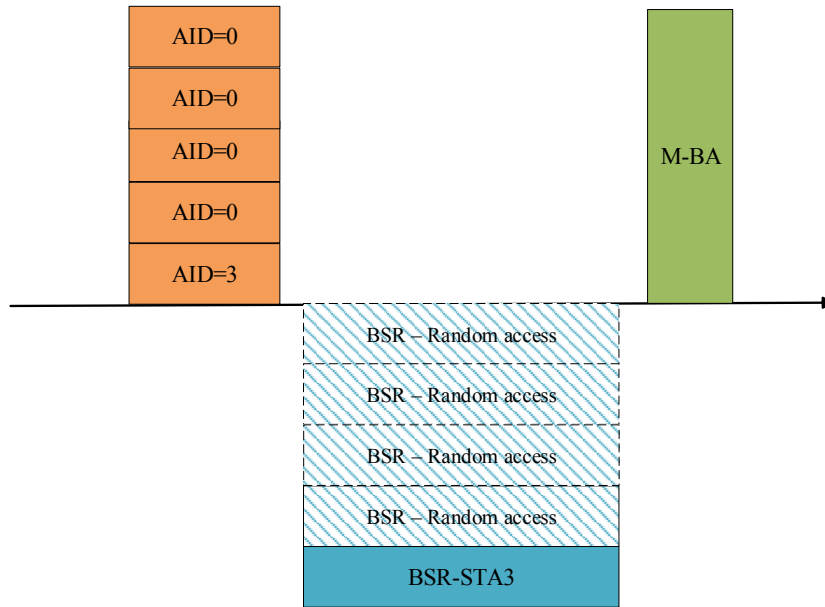 AID=0
AID=0
AID=0
AID=0
AID=3
M-BA
BSR – Random access
BSR – Random access
BSR – Random access
BSR – Random access
BSR-STA3